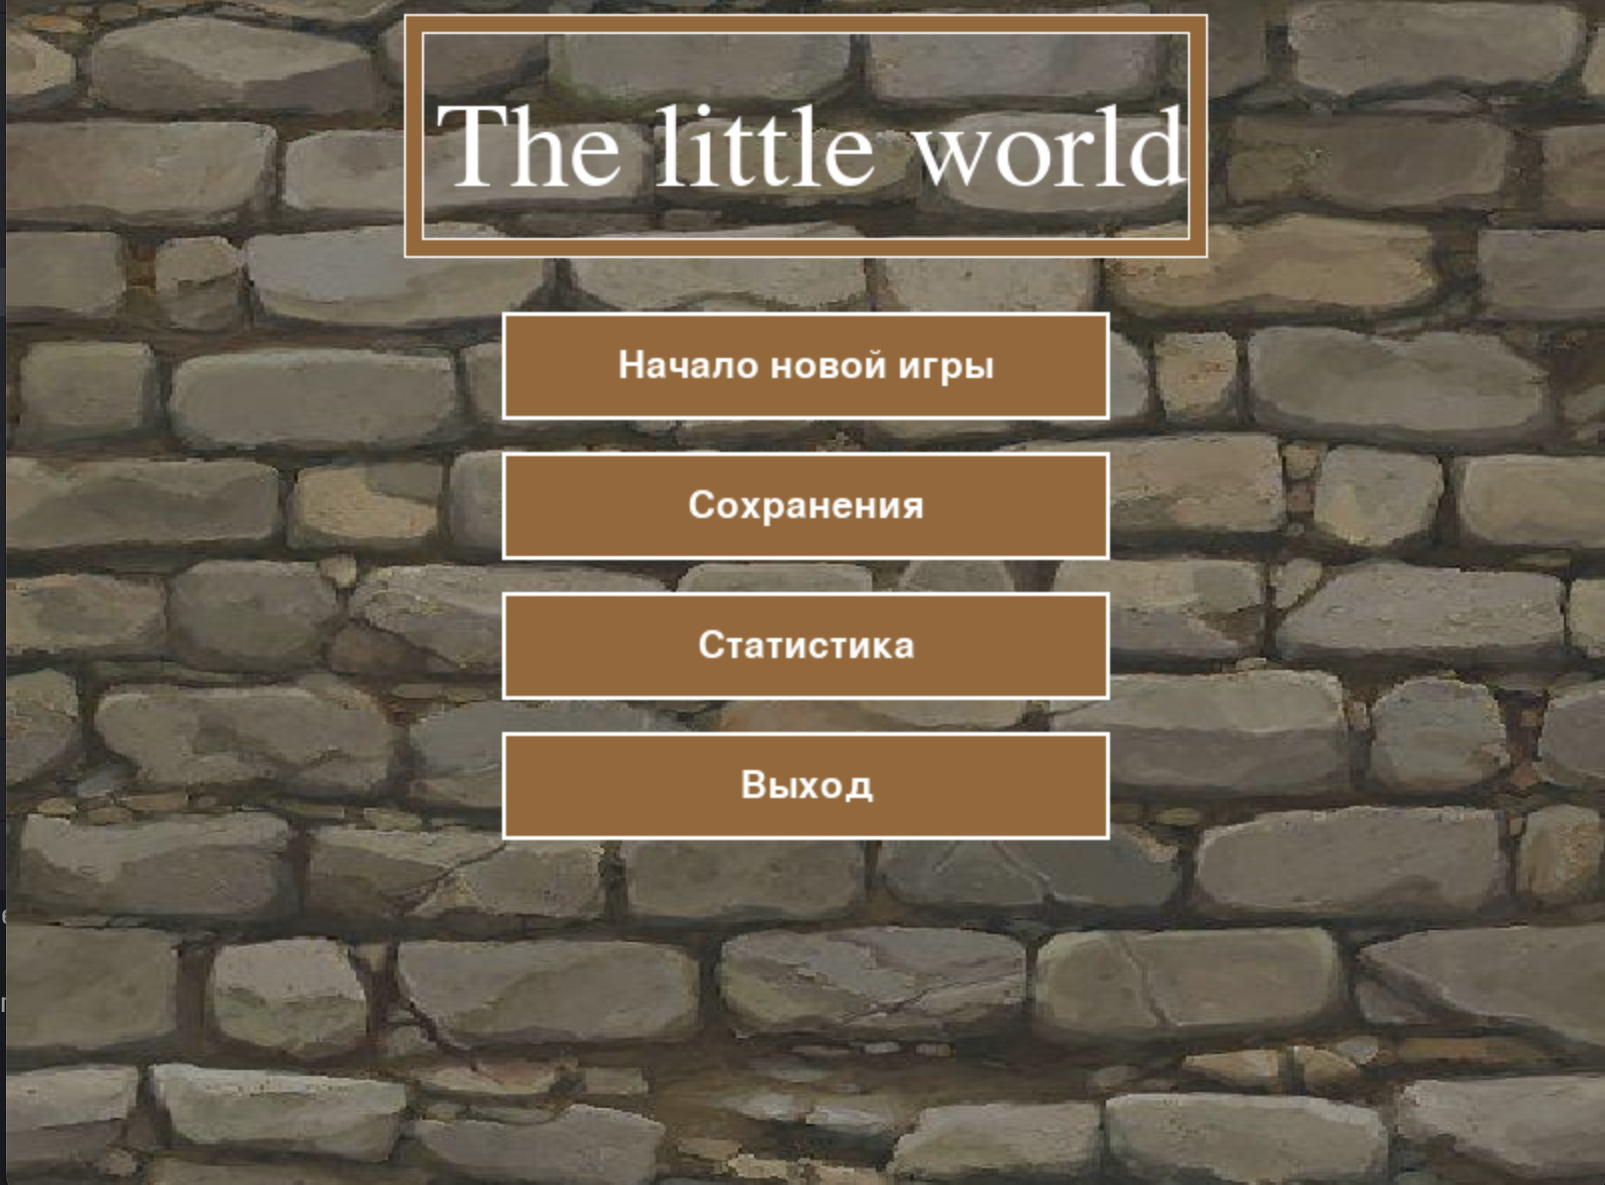 The little world
Начало новой игры
Сохранения
Статистика
Выход